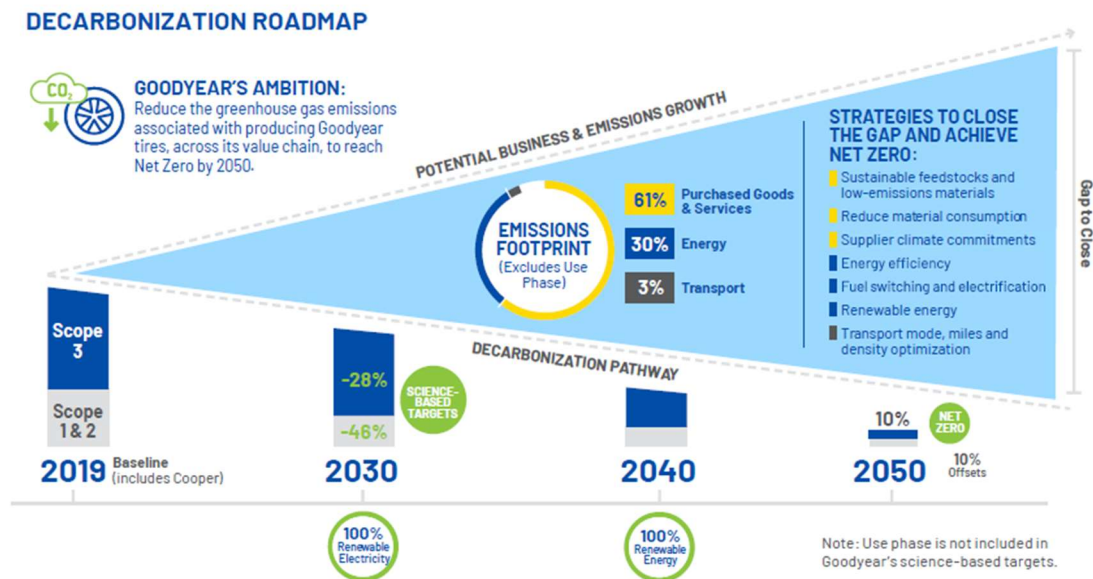 DECARBONIZATION ROADMAP
CO₂
GOODYEAR'S AMBITION:
Reduce the greenhouse gas emissions
associated with producing Goodyear
tires, across its value chain, to reach
Net Zero by 2050.
POTENTIAL BUSINESS & EMISSIONS GROWTH
EMISSIONS
FOOTPRINT
(Excludes Use
Phase)
61% Purchased Goods
& Services
30% Energy
3% Transport
STRATEGIES TO CLOSE
THE GAP AND ACHIEVE
NET ZERO:
Sustainable feedstocks and
low-emissions materials
Reduce material consumption
Supplier climate commitments
Energy efficiency
Fuel switching and electrification
Renewable energy
Transport mode, miles and
density optimization
Gap to Close
DECARBONIZATION PATHWAY
Scope
3
Scope
1 & 2
-28%
-46%
SCIENCE-
BASED
TARGETS
10%
NET
ZERO
10%
Offsets
2019 Baseline
(includes Cooper)
2030
2040
2050
100%
Renewable
Electricity
100%
Renewable
Energy
Note: Use phase is not included in
Goodyear's science-based targets.